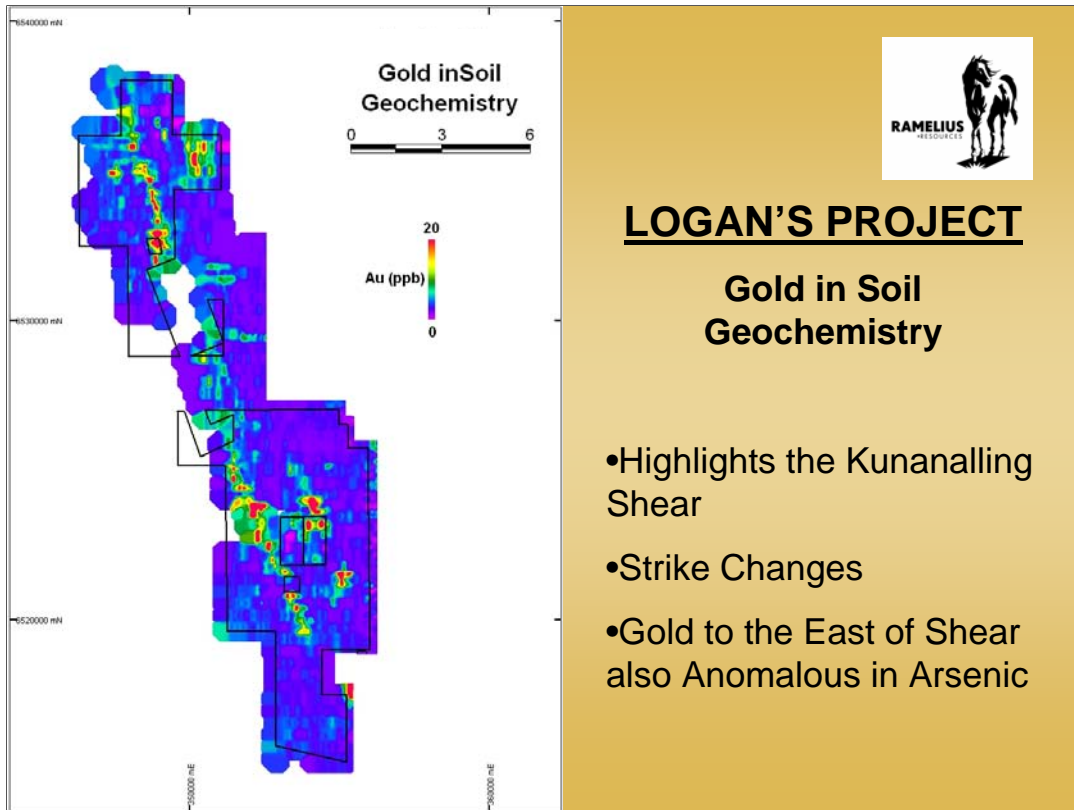 6540000 mN
Gold inSoil
Geochemistry
0 3 6
20
Au (ppb)
0
6530000 mN
6520000 mN
RAMELIUS
RESOURCES
LOGAN'S PROJECT
Gold in Soil
Geochemistry
•Highlights the Kunanalling
Shear
•Strike Changes
•Gold to the East of Shear
also Anomalous in Arsenic